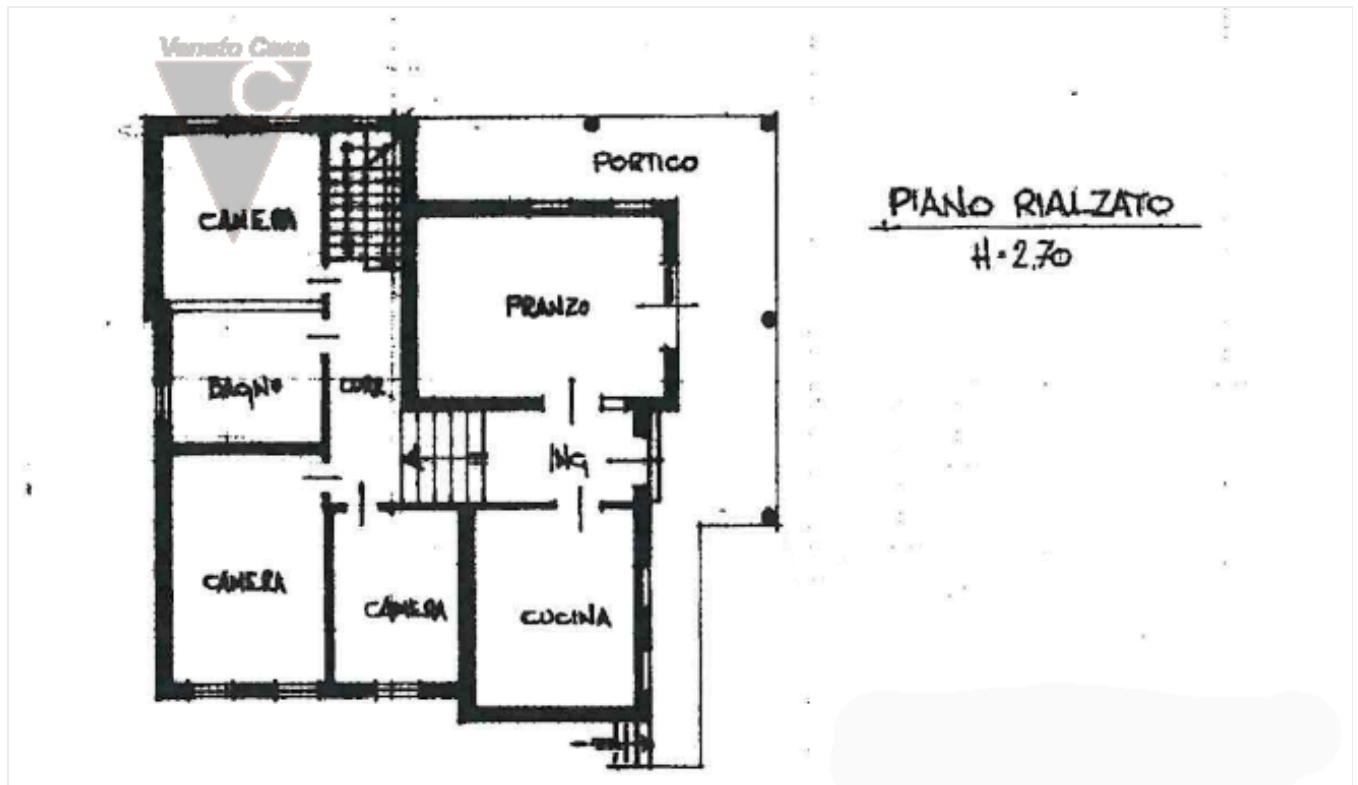 Veneto Casa
C
PORTICO
PIANO RIALZATO
H=2,70
CAMERA
PRANZO
BAGNO
CORR.
ING
CAMERA
CAMERA
CUCINA